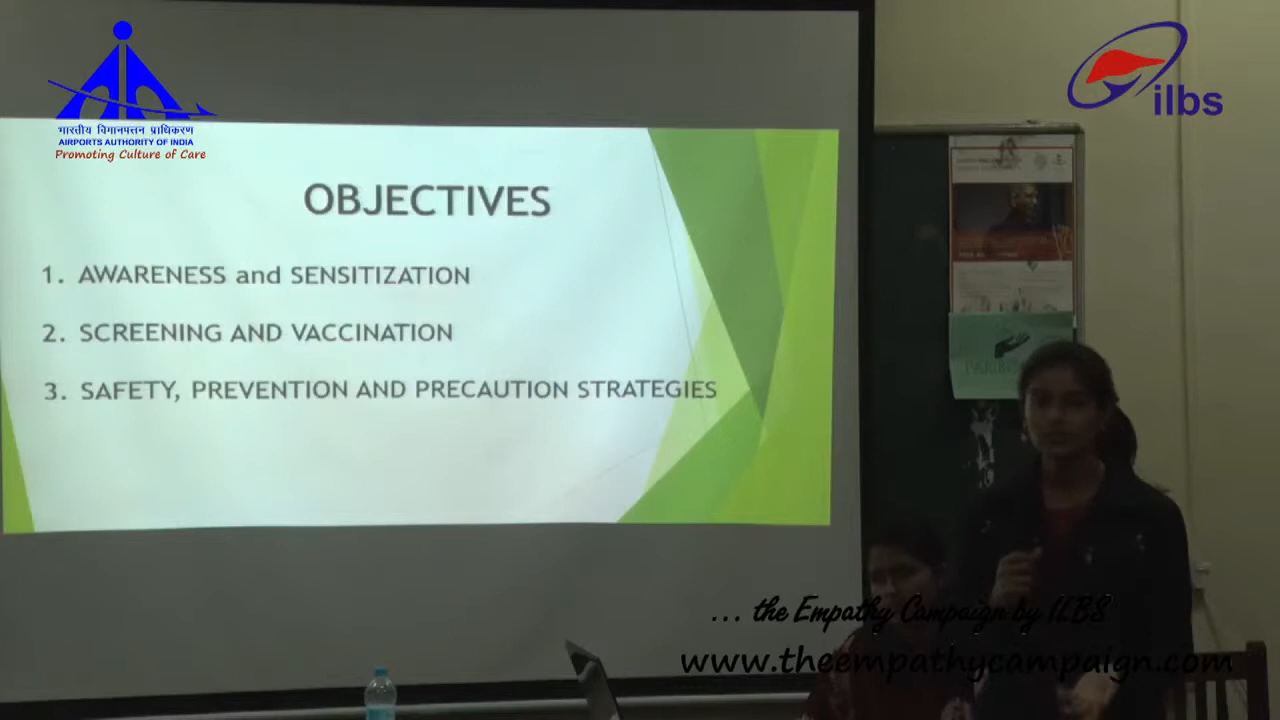 भारतीय विमानपत्तन प्राधिकरण
AIRPORTS AUTHORITY OF INDIA
Promoting Culture of Care
ilbs
OBJECTIVES
1. AWARENESS and SENSITIZATION
2. SCREENING AND VACCINATION
3. SAFETY, PREVENTION AND PRECAUTION STRATEGIES
... the Empathy Campaign by ILBS
www.theempathycampaign.com